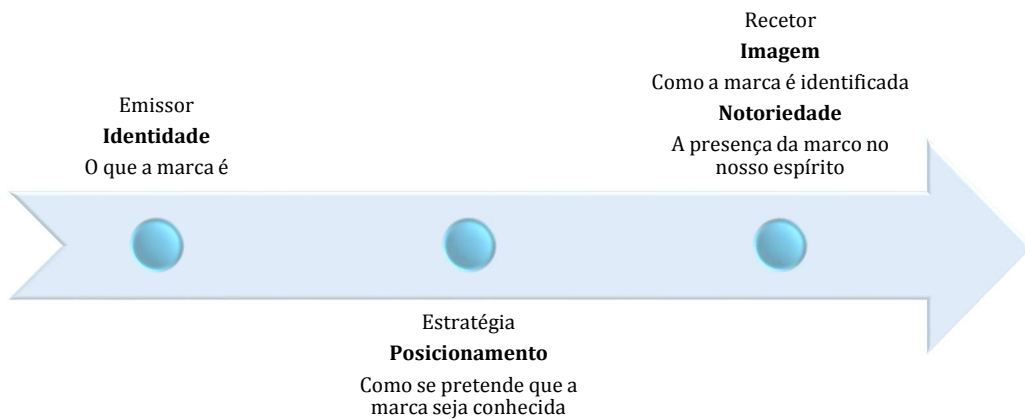 Emissor
Identidade
O que a marca é
Estratégia
Posicionamento
Como se pretende que a
marca seja conhecida
Recetor
Imagem
Como a marca é identificada
Notoriedade
A presença da marco no
nosso espírito